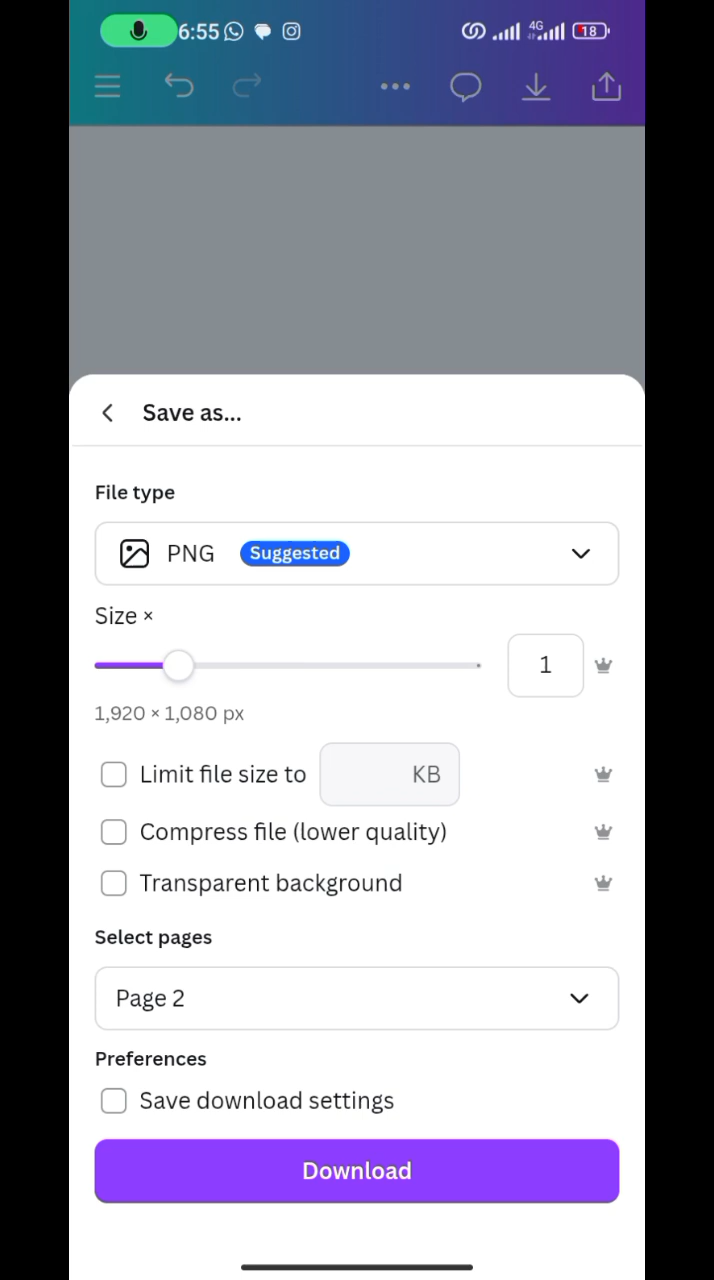 6:55 4G 18
Save as...
File type
PNG Suggested
Size ×
1
1,920 × 1,080 px
Limit file size to KB
Compress file (lower quality)
Transparent background
Select pages
Page 2
Preferences
Save download settings
Download